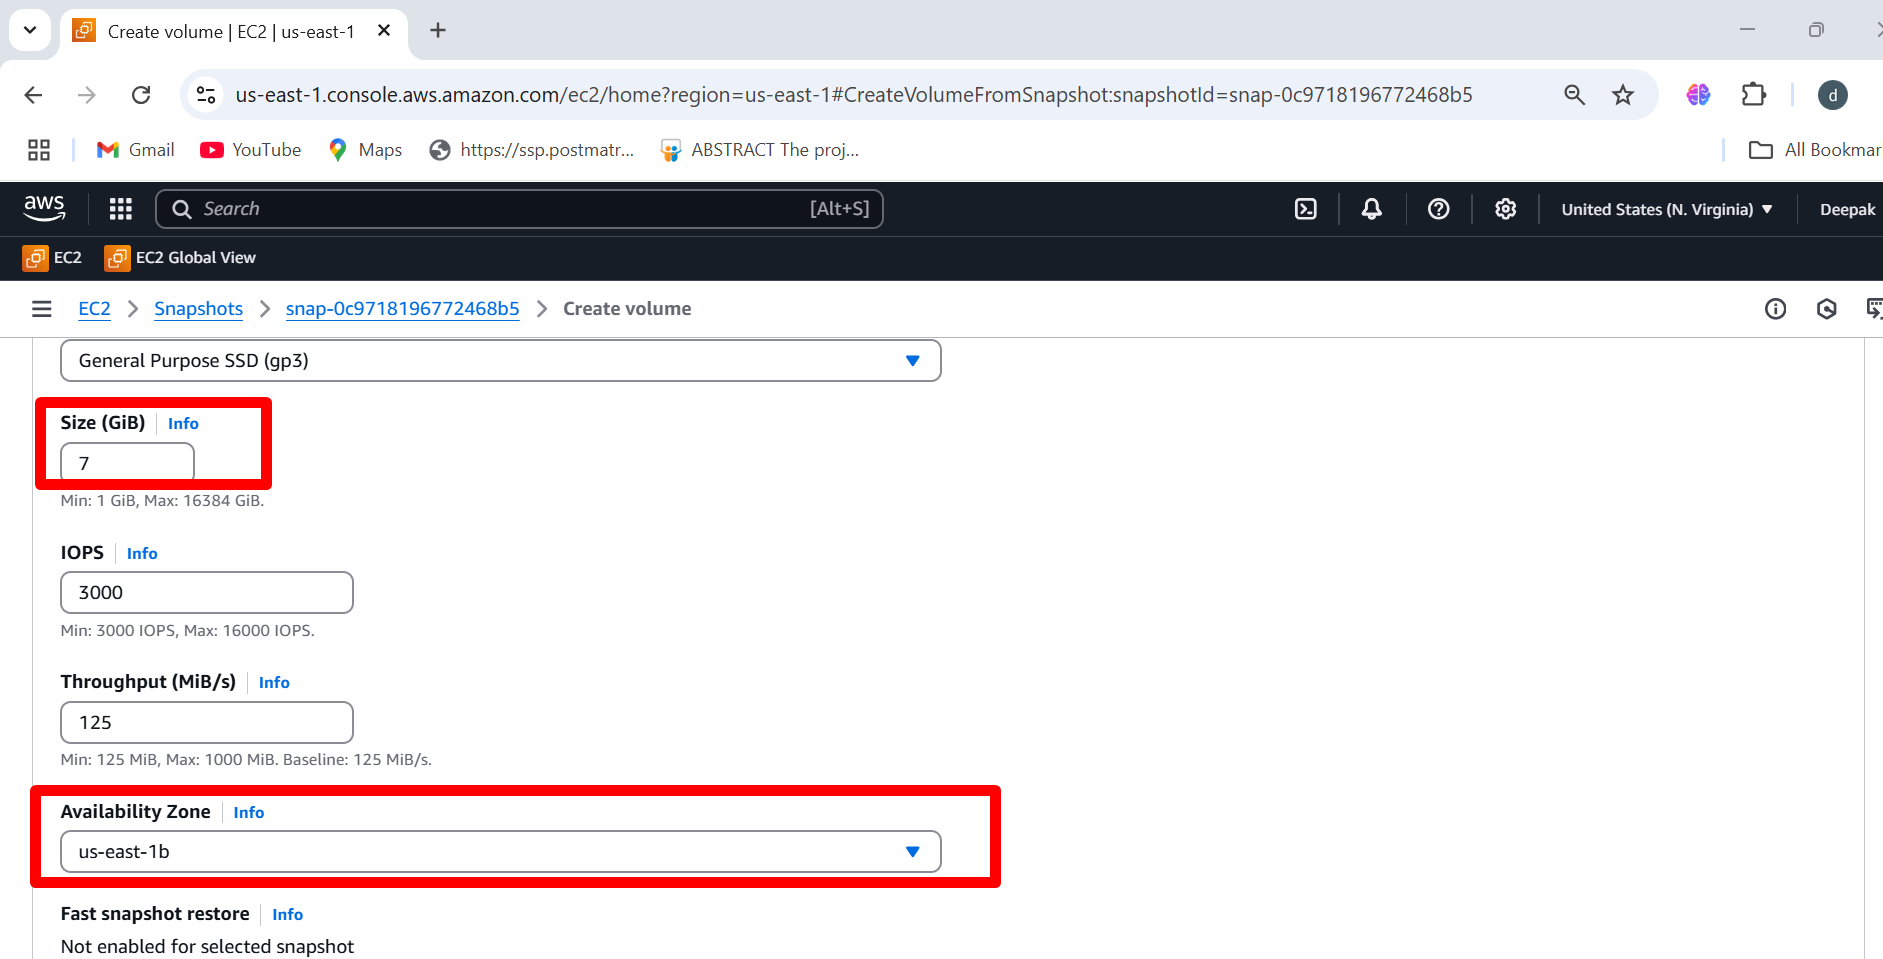 Create volume | EC2 | us-east-1
us-east-1.console.aws.amazon.com/ec2/home?region=us-east-1#CreateVolumeFromSnapshot:snapshotId=snap-0c9718196772468b5
d
Gmail YouTube Maps https://ssp.postmatr... ABSTRACT The proj... All Bookmar
aws Search [Alt+S] United States (N. Virginia) Deepak
EC2 EC2 Global View
EC2 Snapshots snap-0c9718196772468b5 Create volume
General Purpose SSD (gp3)
Size (GiB) Info
7
Min: 1 GiB, Max: 16384 GiB.
IOPS Info
3000
Min: 3000 IOPS, Max: 16000 IOPS.
Throughput (MiB/s) Info
125
Min: 125 MiB, Max: 1000 MiB. Baseline: 125 MiB/s.
Availability Zone Info
us-east-1b
Fast snapshot restore Info
Not enabled for selected snapshot